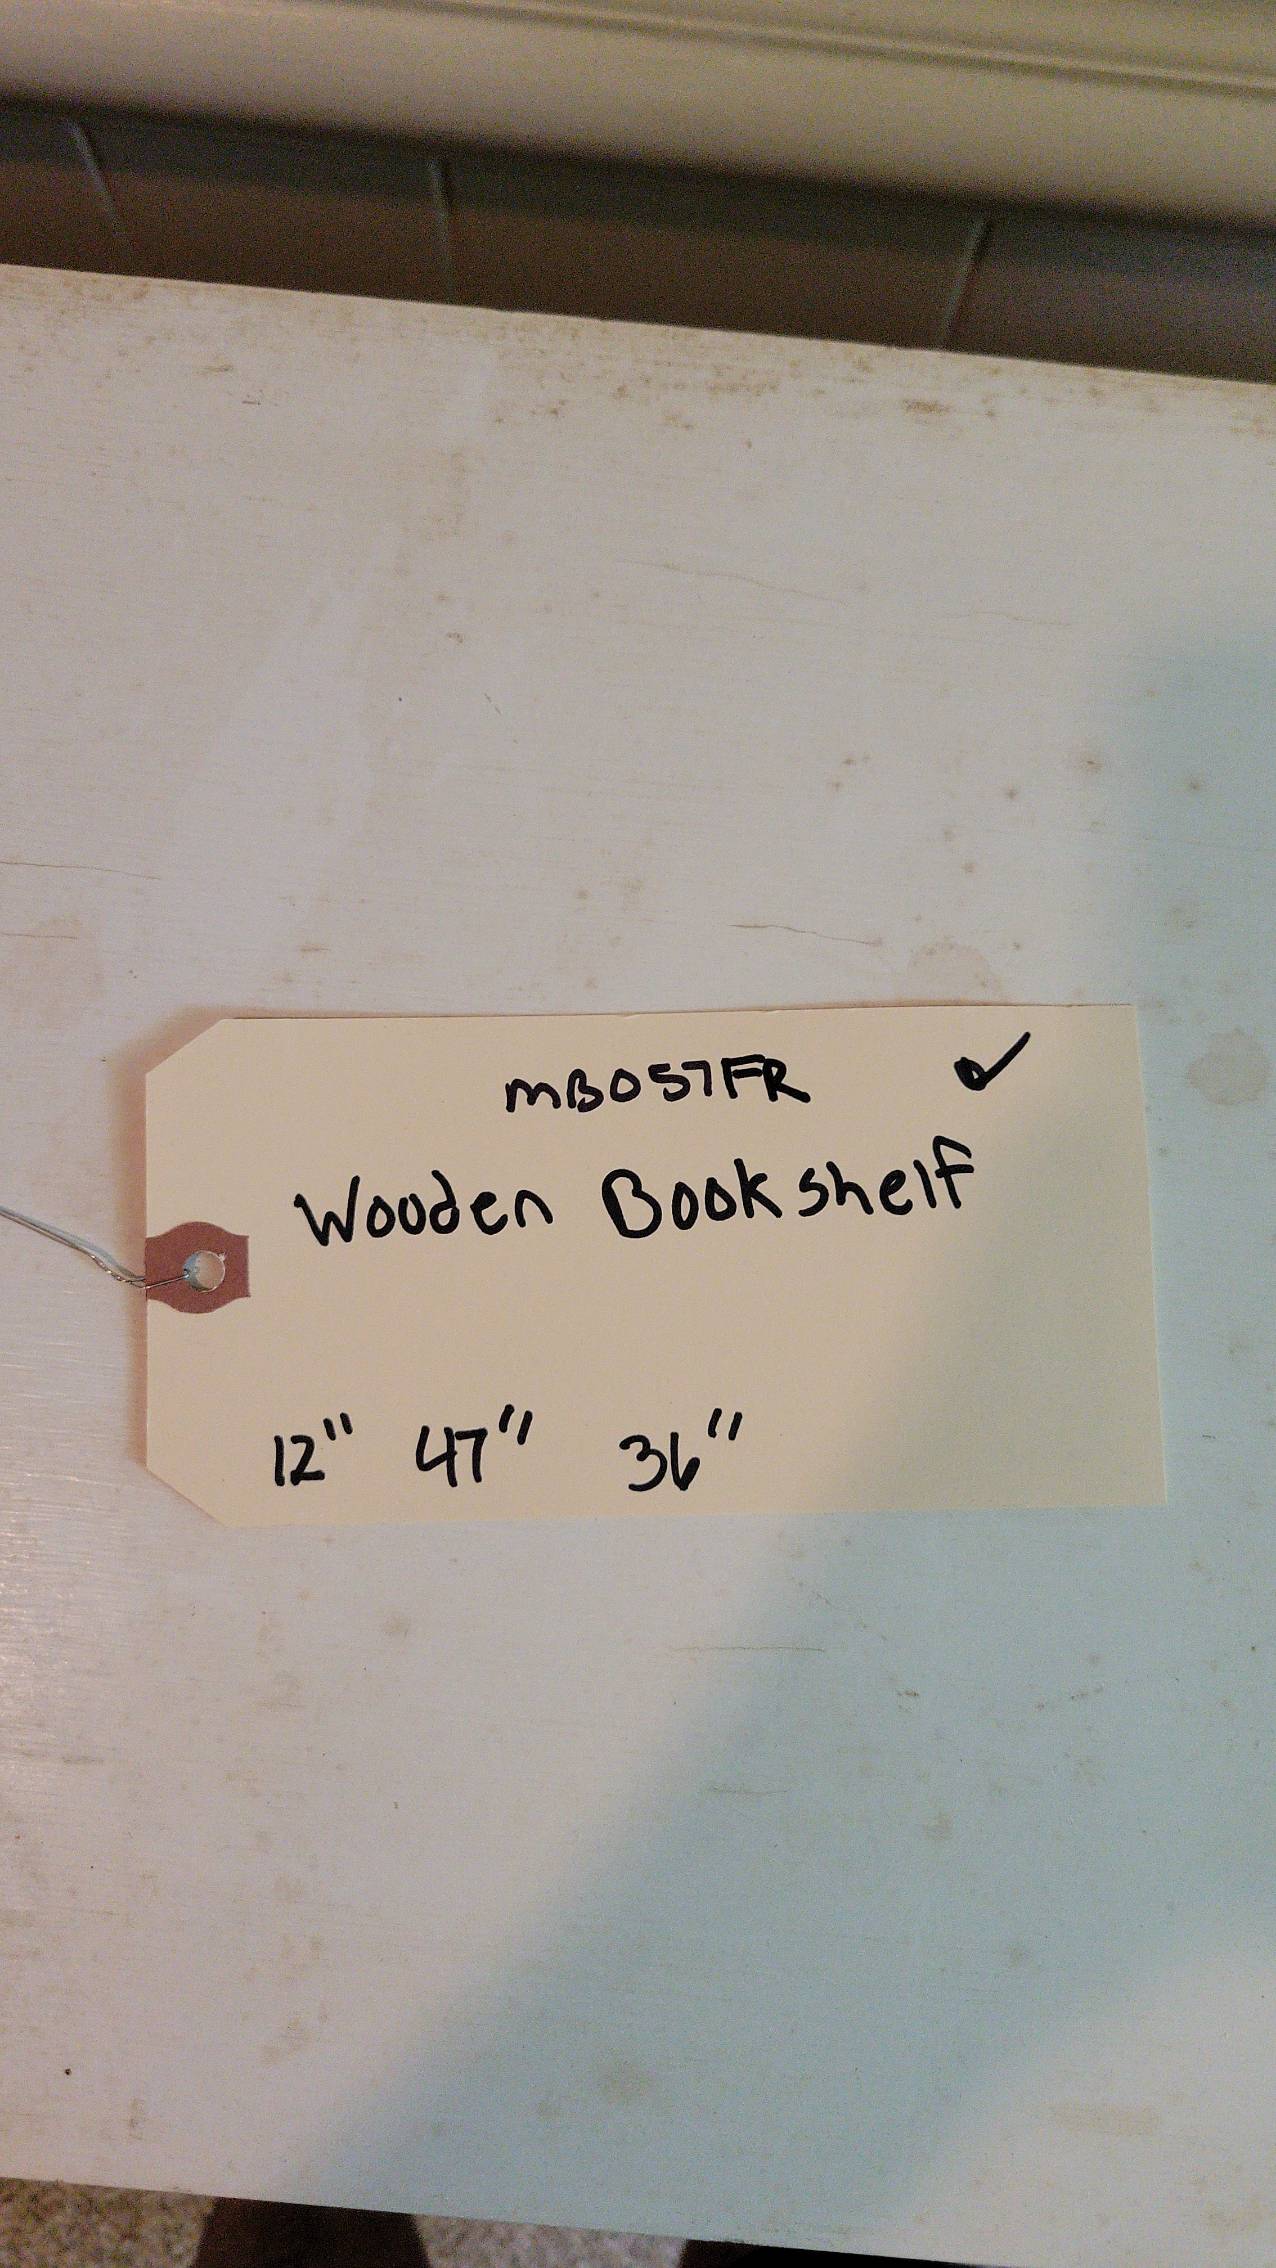 MB057FR ✓
Wooden Bookshelf
12" 47" 36"